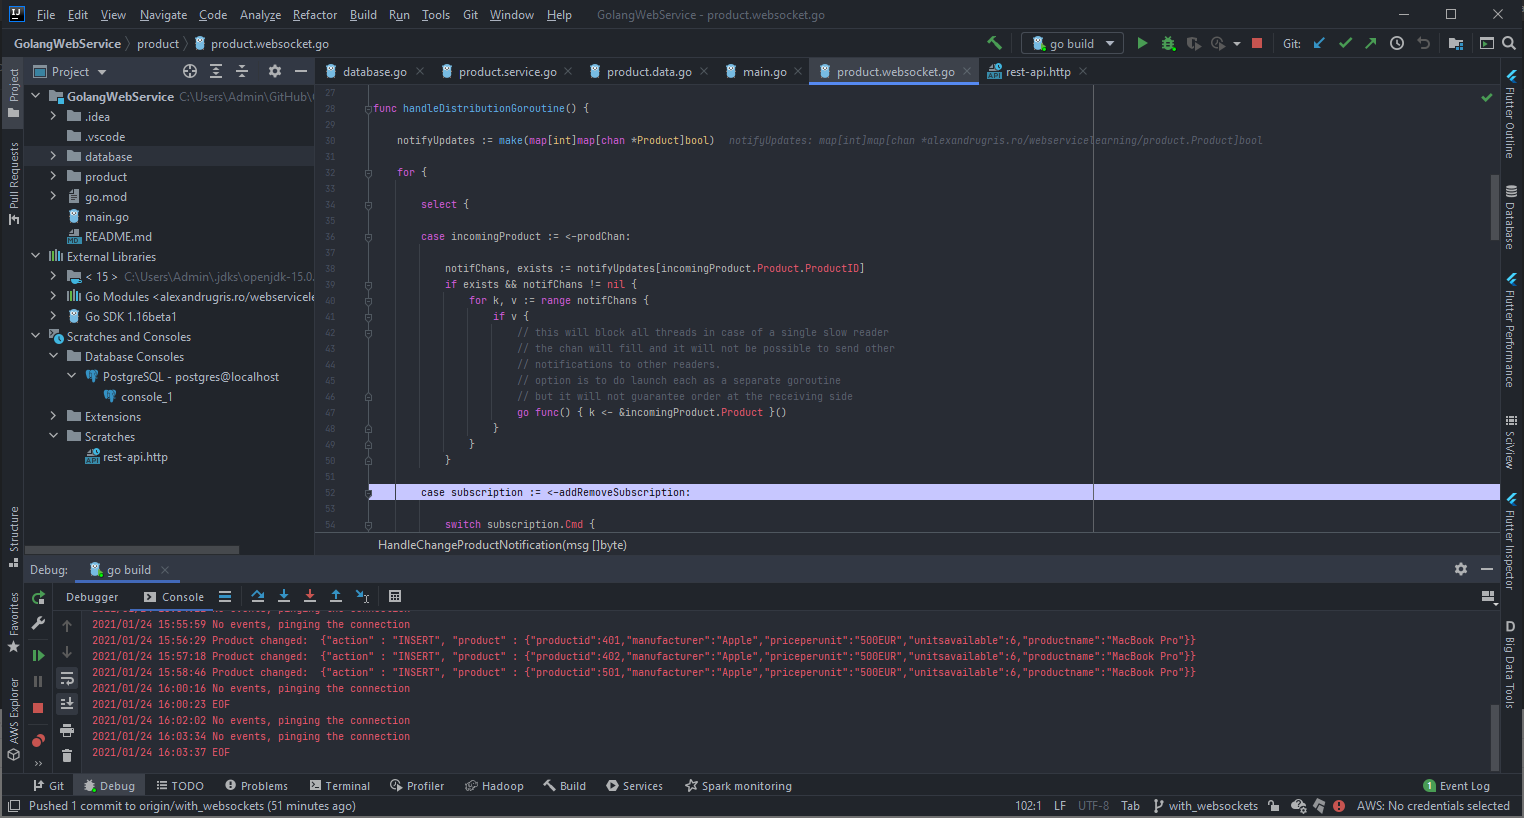 IJ File Edit View Navigate Code Analyze Refactor Build Run Tools Git Window Help GolangWebService - product.websocket.go
GolangWebService product product.websocket.go go build Git:
Project database.go product.service.go product.data.go main.go product.websocket.go rest-api.http
GolangWebService C:\Users\Admin\GitHub\
.idea
.vscode
database
product
go.mod
main.go
README.md
External Libraries
< 15 > C:\Users\Admin\.jdks\openjdk-15.0.
Go Modules <alexandrugris.ro/webservicele
Go SDK 1.16beta1
Scratches and Consoles
Database Consoles
PostgreSQL - postgres@localhost
console_1
Extensions
Scratches
rest-api.http
Project
Pull Requests
Structure
Favorites
AWS Explorer
27
28 func handleDistributionGoroutine() {
29
30 notifyUpdates := make(map[int]map[chan *Product]bool) notifyUpdates: map[int]map[chan *alexandrugris.ro/webservicelearning/product.Product]bool
31
32 for {
33
34 select {
35
36 case incomingProduct := <-prodChan:
37
38 notifChans, exists := notifyUpdates[incomingProduct.Product.ProductID]
39 if exists && notifChans != nil {
40 for k, v := range notifChans {
41 if v {
42 // this will block all threads in case of a single slow reader
43 // the chan will fill and it will not be possible to send other
44 // notifications to other readers.
45 // option is to do launch each as a separate goroutine
46 // but it will not guarantee order at the receiving side
47 go func() { k <- &incomingProduct.Product }()
48 }
49 }
50 }
51
52 case subscription := <-addRemoveSubscription:
53
54 switch subscription.Cmd {
HandleChangeProductNotification(msg []byte)
Flutter Outline
Database
Flutter Performance
SciView
Flutter Inspector
D Big Data Tools
Debug: go build
Debugger Console
2021/01/24 15:55:59 No events, pinging the connection
2021/01/24 15:56:29 Product changed: {"action" : "INSERT", "product" : {"productid":401,"manufacturer":"Apple","priceperunit":"500EUR","unitsavailable":6,"productname":"MacBook Pro"}}
2021/01/24 15:57:18 Product changed: {"action" : "INSERT", "product" : {"productid":402,"manufacturer":"Apple","priceperunit":"500EUR","unitsavailable":6,"productname":"MacBook Pro"}}
2021/01/24 15:58:46 Product changed: {"action" : "INSERT", "product" : {"productid":501,"manufacturer":"Apple","priceperunit":"500EUR","unitsavailable":6,"productname":"MacBook Pro"}}
2021/01/24 16:00:16 No events, pinging the connection
2021/01/24 16:00:23 EOF
2021/01/24 16:02:02 No events, pinging the connection
2021/01/24 16:03:34 No events, pinging the connection
2021/01/24 16:03:37 EOF
Git Debug TODO Problems Terminal Profiler Hadoop Build Services Spark monitoring 1 Event Log
Pushed 1 commit to origin/with_websockets (51 minutes ago) 102:1 LF UTF-8 Tab with_websockets AWS: No credentials selected